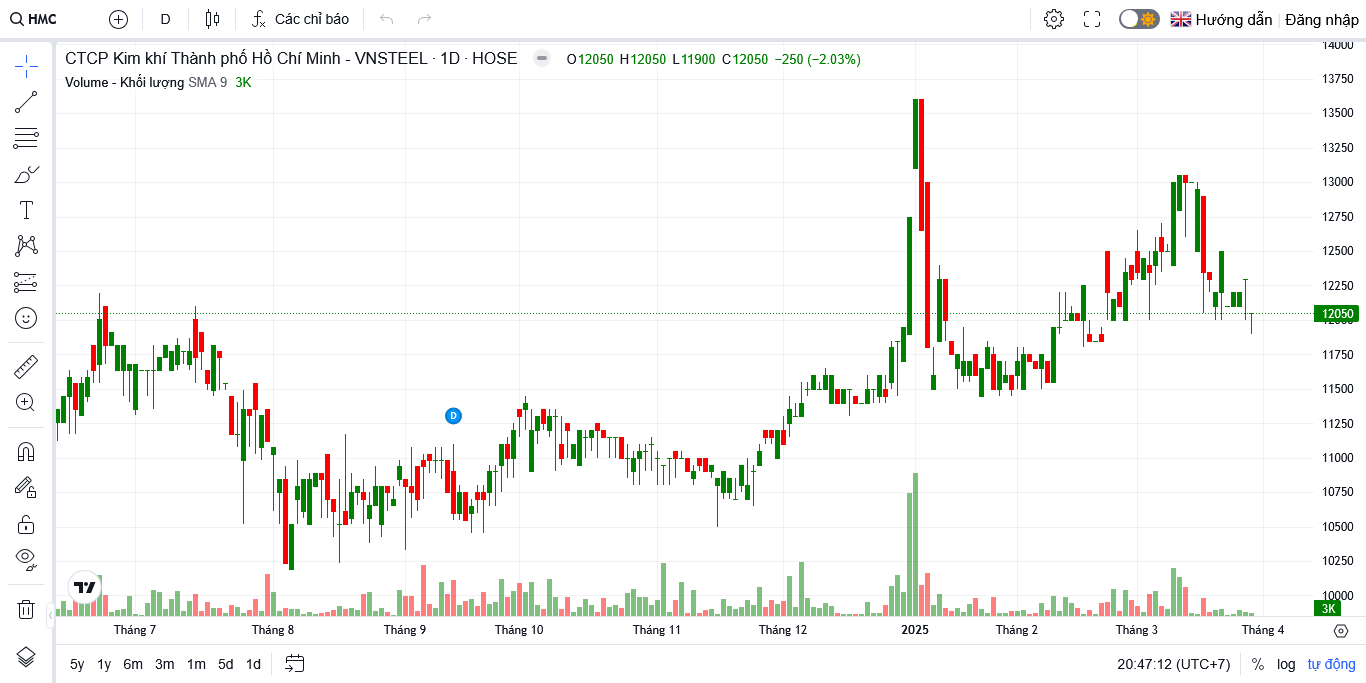 HMC D Các chỉ báo Hướng dẫn Đăng nhập
CTCP Kim khí Thành phố Hồ Chí Minh - VNSTEEL · 1D · HOSE O12050 H12050 L11900 C12050 −250 (−2.03%)
Volume - Khối lượng SMA 9 3K
14000
13750
13500
13250
13000
12750
12500
12250
12050
12000
11750
11500
11250
11000
10750
10500
10250
10000
3K
D
Tháng 7 Tháng 8 Tháng 9 Tháng 10 Tháng 11 Tháng 12 2025 Tháng 2 Tháng 3 Tháng 4
5y 1y 6m 3m 1m 5d 1d 20:47:12 (UTC+7) % log tự động